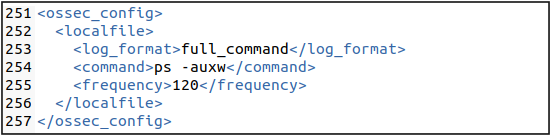 251 <ossec_config>
252   <localfile>
253     <log_format>full_command</log_format>
254     <command>ps -auxw</command>
255     <frequency>120</frequency>
256   </localfile>
257 </ossec_config>